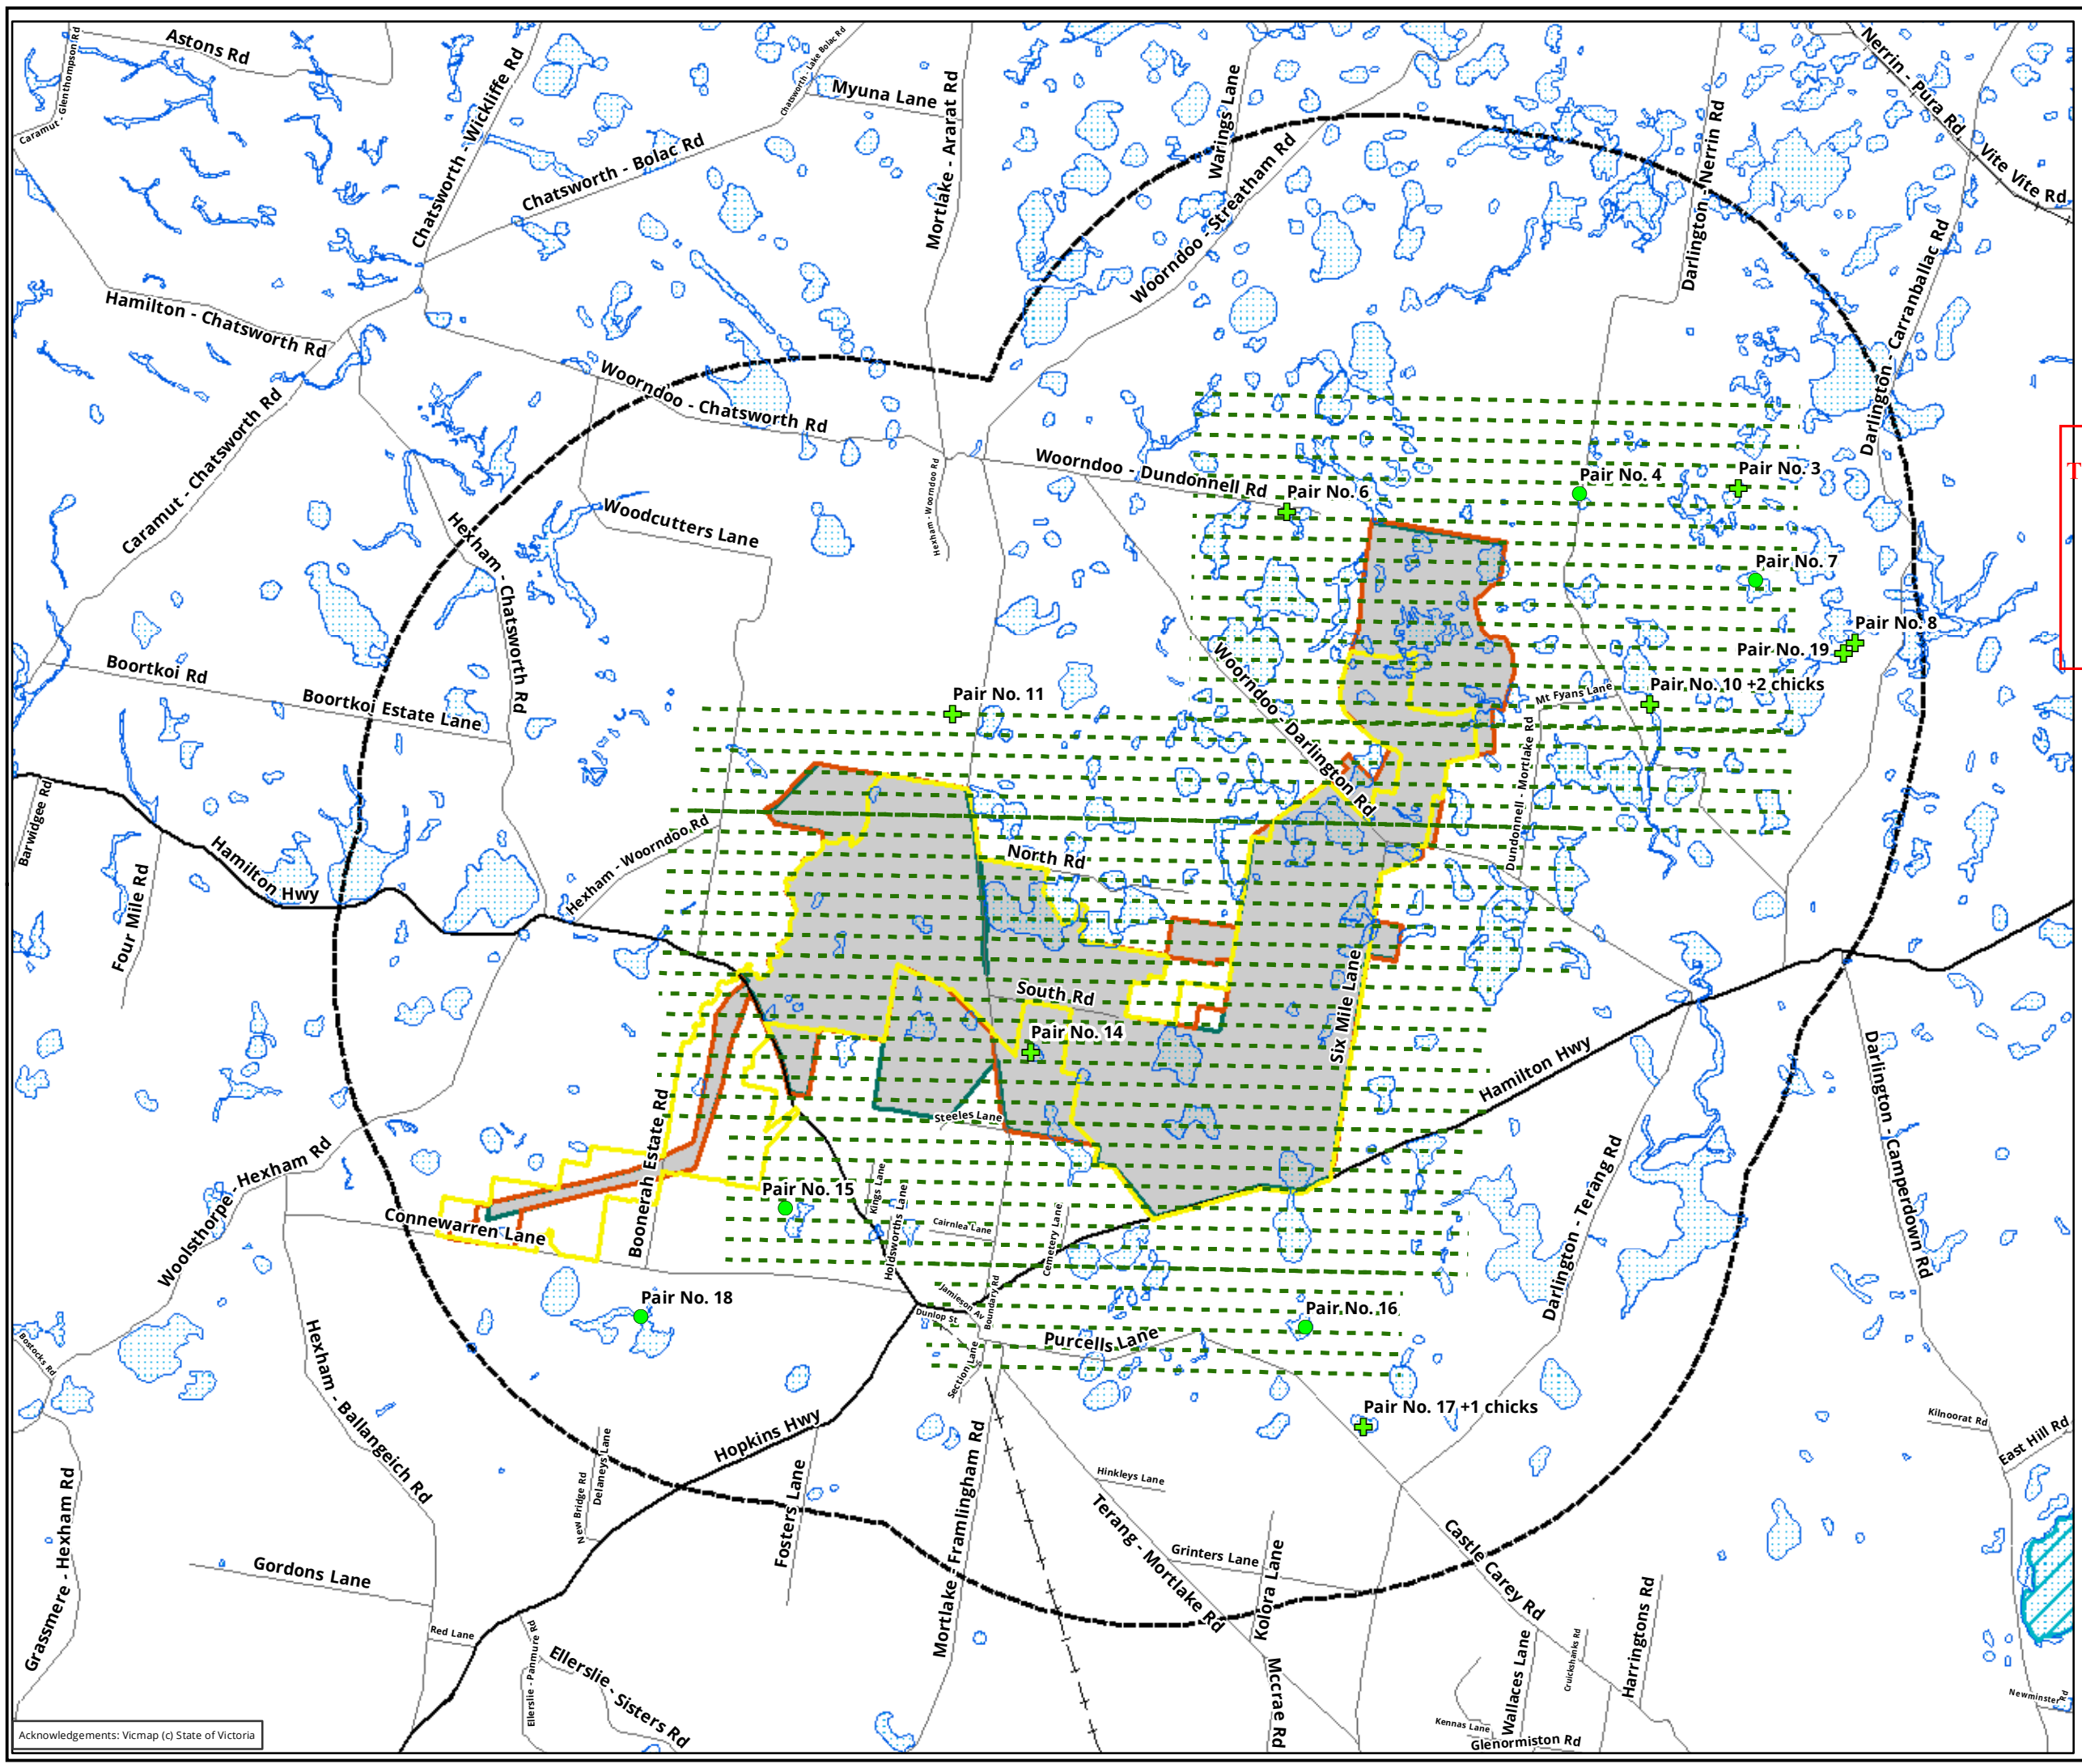 Astons Rd
Caramut - Glenthompson Rd
Chatsworth - Wickliffe Rd
Chatsworth - Lake Bolac Rd
Myuna Lane
Mortlake - Ararat Rd
Chatsworth - Bolac Rd
Warings Lane
Woorndoo - Streatham Rd
Darlington - Nerrin Rd
Nerrin - Pura Rd
Vite Vite Rd
Darlington - Carranballac Rd
Hamilton - Chatsworth Rd
Caramut - Chatsworth Rd
Woorndoo - Chatsworth Rd
Hexham - Woorndoo Rd
Woorndoo - Dundonnell Rd
Pair No. 6
Pair No. 4
Pair No. 3
T
Woodcutters Lane
Hexham - Chatsworth Rd
Pair No. 7
Pair No. 8
Pair No. 19
Boortkoi Rd
Boortkoi Estate Lane
Pair No. 11
Woorndoo - Darlington Rd
Mt Fyans Lane
Pair No. 10 +2 chicks
Dundonnell - Mortlake Rd
Barwidgee Rd
Four Mile Rd
Hamilton Hwy
Hexham - Woorndoo Rd
North Rd
South Rd
Pair No. 14
Six Mile Lane
Hamilton Hwy
Steeles Lane
Boonerah Estate Rd
Woolsthorpe - Hexham Rd
Connewarren Lane
Pair No. 15
Kings Lane
Holdsworths Lane
Cairnlea Lane
Cemetery Lane
Darlington - Terang Rd
Darlington - Camperdown Rd
Pair No. 18
Jamieson Av
Boundary Rd
Dunlop St
Section Lane
Purcells Lane
Pair No. 16
Bostocks Rd
Hexham - Ballangeich Rd
Pair No. 17 +1 chicks
Kilnoorat Rd
East Hill Rd
Hopkins Hwy
New Bridge Rd
Delaneys Lane
Fosters Lane
Mortlake - Framlingham Rd
Hinkleys Lane
Terang - Mortlake Rd
Grinters Lane
Kolora Lane
Castle Carey Rd
Grassmere - Hexham Rd
Gordons Lane
Red Lane
Ellerslie - Panmure Rd
Ellerslie - Sisters Rd
Mccrae Rd
Wallaces Lane
Cruickshanks Rd
Harringtons Rd
Kennas Lane
Glenormiston Rd
Newminster Rd
Acknowledgements: Vicmap (c) State of Victoria